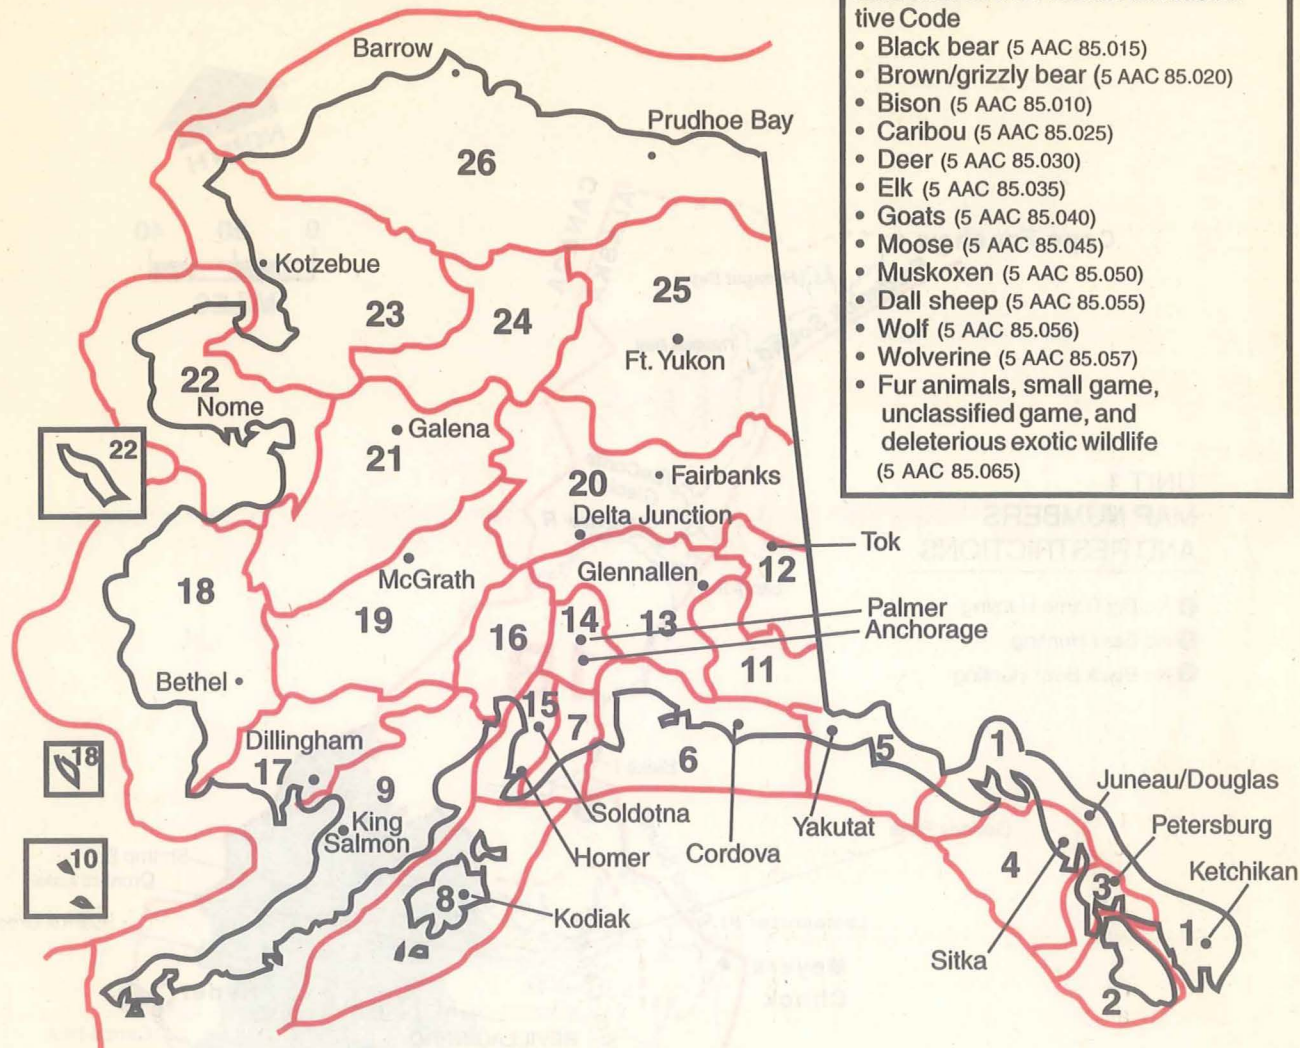 tive Code
• Black bear (5 AAC 85.015)
• Brown/grizzly bear (5 AAC 85.020)
• Bison (5 AAC 85.010)
• Caribou (5 AAC 85.025)
• Deer (5 AAC 85.030)
• Elk (5 AAC 85.035)
• Goats (5 AAC 85.040)
• Moose (5 AAC 85.045)
• Muskoxen (5 AAC 85.050)
• Dall sheep (5 AAC 85.055)
• Wolf (5 AAC 85.056)
• Wolverine (5 AAC 85.057)
• Fur animals, small game,
unclassified game, and
deleterious exotic wildlife
(5 AAC 85.065)
Barrow
Prudhoe Bay
26
Kotzebue
23
24
25
Ft. Yukon
22
Nome
Galena
21
22
20
Fairbanks
Delta Junction
Tok
12
McGrath
Glennallen
18
19
16
14
13
Palmer
Anchorage
11
Bethel
15
7
Dillingham
17
9
6
5
1
18
King
Salmon
Soldotna
Homer
Cordova
Yakutat
Juneau/Douglas
Petersburg
Ketchikan
10
8
Kodiak
4
3
Sitka
1
2